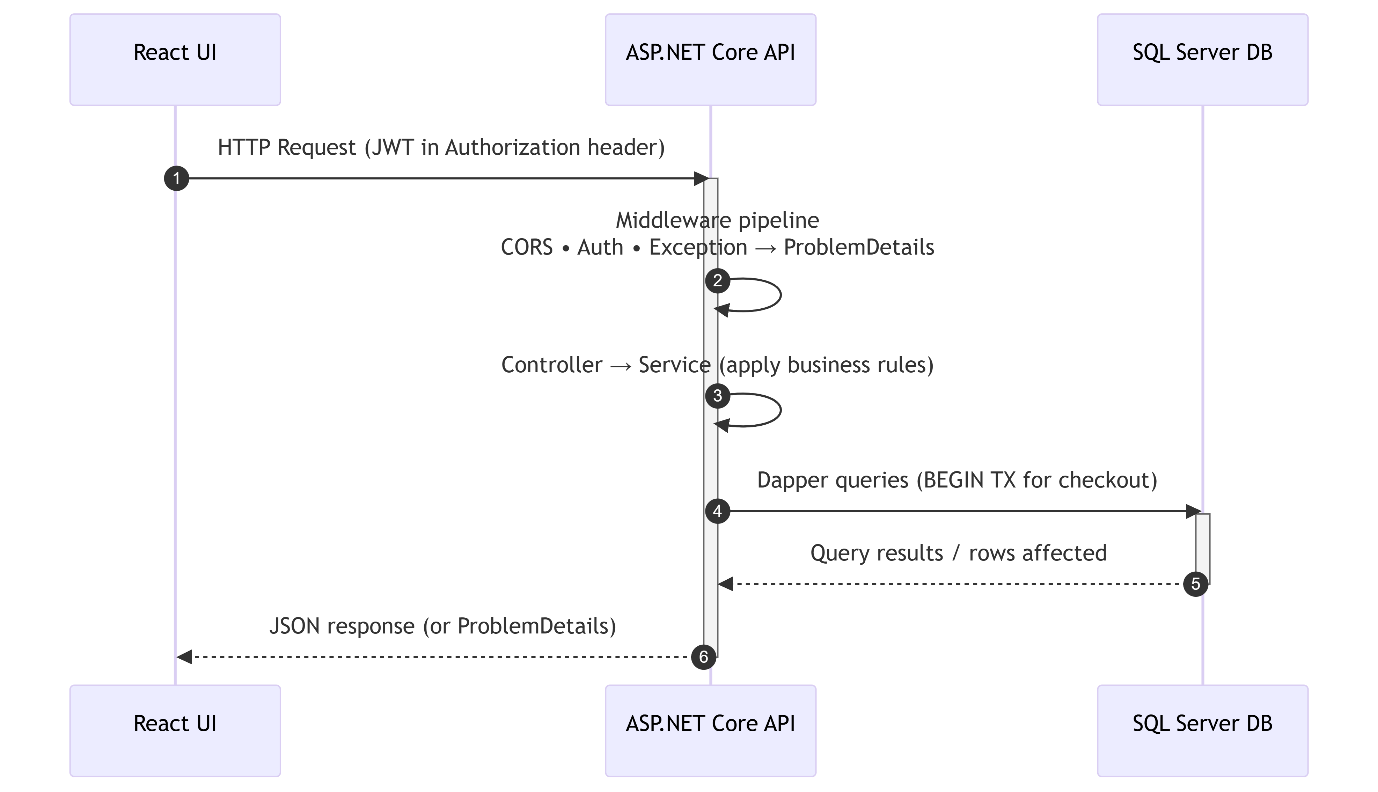 React UI
ASP.NET Core API
SQL Server DB
HTTP Request (JWT in Authorization header)
1
Middleware pipeline
CORS • Auth • Exception → ProblemDetails
2
Controller → Service (apply business rules)
3
Dapper queries (BEGIN TX for checkout)
4
Query results / rows affected
5
JSON response (or ProblemDetails)
6
React UI
ASP.NET Core API
SQL Server DB